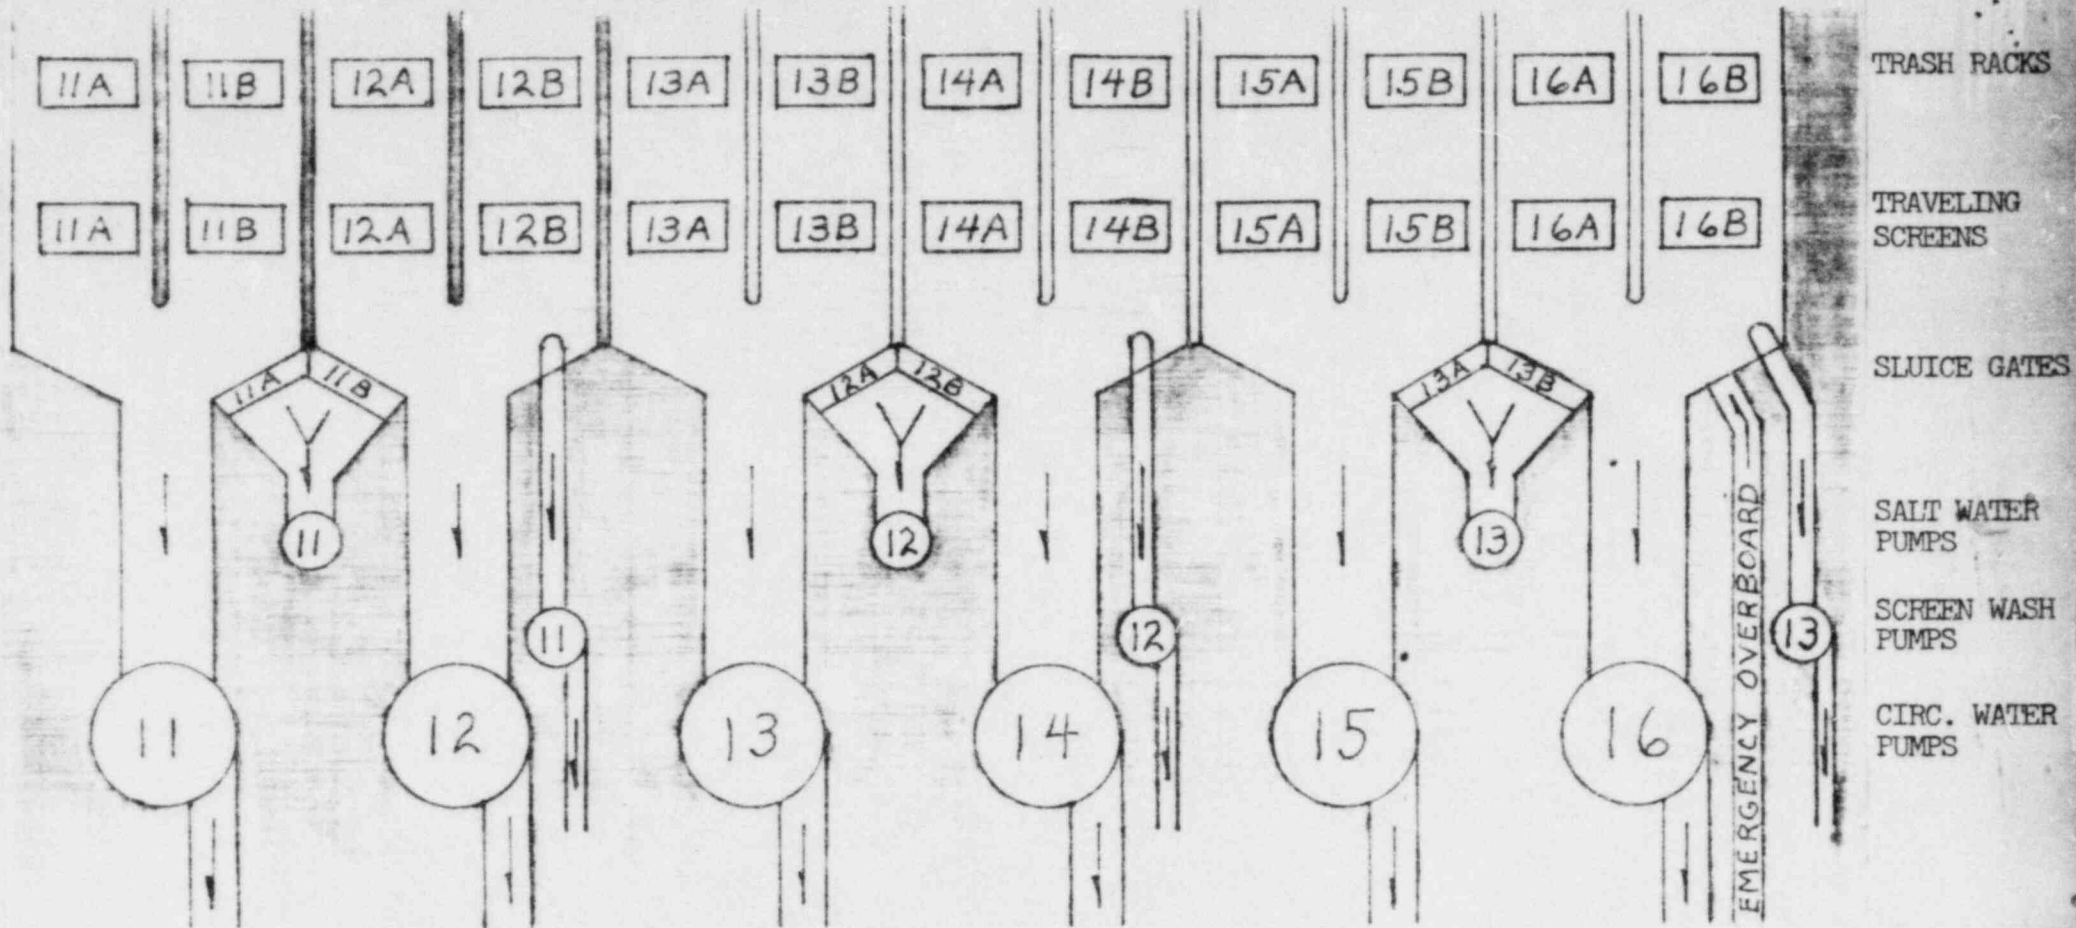 11A 11B 12A 12B 13A 13B 14A 14B 15A 15B 16A 16B TRASH RACKS
11A 11B 12A 12B 13A 13B 14A 14B 15A 15B 16A 16B TRAVELING
SCREENS
11A 11B 12A 12B 13A 13B SLUICE GATES
11 12 13 SALT WATER
PUMPS
11 12 13 SCREEN WASH
PUMPS
11 12 13 14 15 16 CIRC. WATER
PUMPS
EMERGENCY OVERBOARD